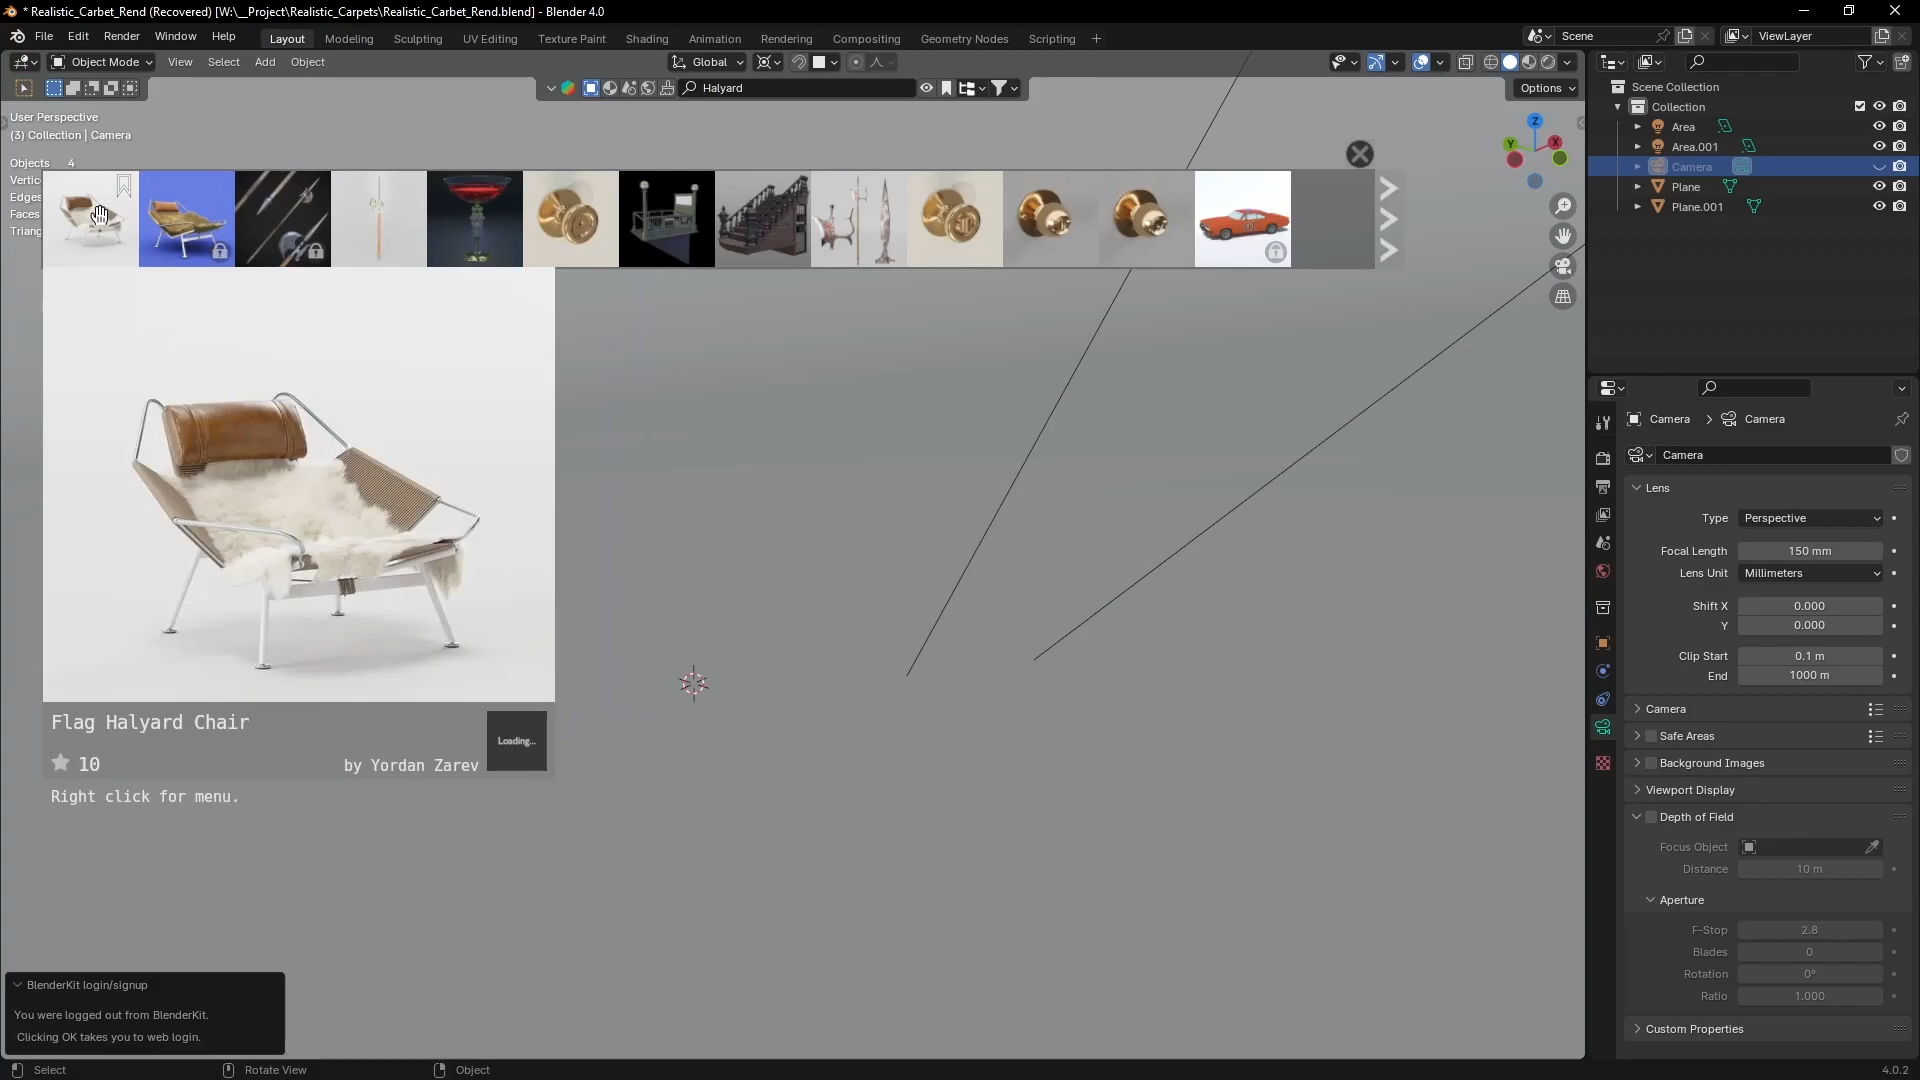 * Realistic_Carbet_Rend (Recovered) [W:\__Project\Realistic_Carpets\Realistic_Carbet_Rend.blend] - Blender 4.0
File Edit Render Window Help Layout Modeling Sculpting UV Editing Texture Paint Shading Animation Rendering Compositing Geometry Nodes Scripting + Scene ViewLayer
Object Mode View Select Add Object Global
Halyard Options
User Perspective
(3) Collection | Camera
Objects 4
Vertic
Edges
Faces
Triang
Z
Y X
Flag Halyard Chair
Loading...
10 by Yordan Zarev
Right click for menu.
BlenderKit login/signup
You were logged out from BlenderKit.
Clicking OK takes you to web login.
Scene Collection
Collection
Area
Area.001
Camera
Plane
Plane.001
Camera > Camera
Camera
Lens
Type Perspective
Focal Length 150 mm
Lens Unit Millimeters
Shift X 0.000
Y 0.000
Clip Start 0.1 m
End 1000 m
Camera
Safe Areas
Background Images
Viewport Display
Depth of Field
Focus Object
Distance 10 m
Aperture
F-Stop 2.8
Blades 0
Rotation 0°
Ratio 1.000
Custom Properties
Select Rotate View Object 4.0.2